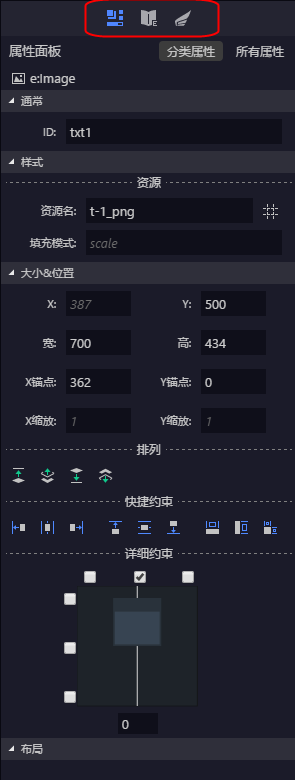 属性面板 分类属性 所有属性
e:Image
通常
ID: txt1
样式
资源
资源名: t-1_png
填充模式: scale
大小&位置
X: 387 Y: 500
宽: 700 高: 434
X锚点: 362 Y锚点: 0
X缩放: 1 Y缩放: 1
排列
快捷约束
详细约束
0
布局